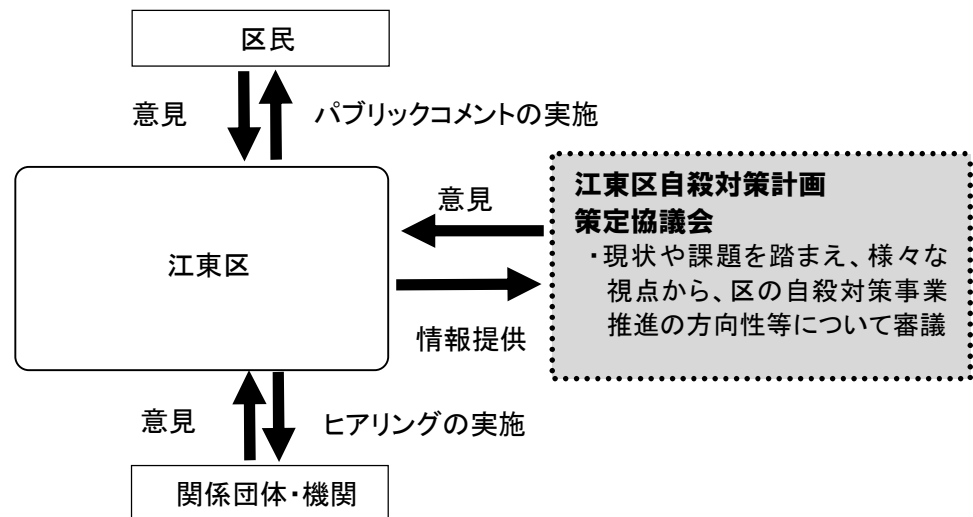 区民
意見
パブリックコメントの実施
江東区
意見
情報提供
江東区自殺対策計画
策定協議会
・現状や課題を踏まえ、様々な
視点から、区の自殺対策事業
推進の方向性等について審議
意見
ヒアリングの実施
関係団体・機関